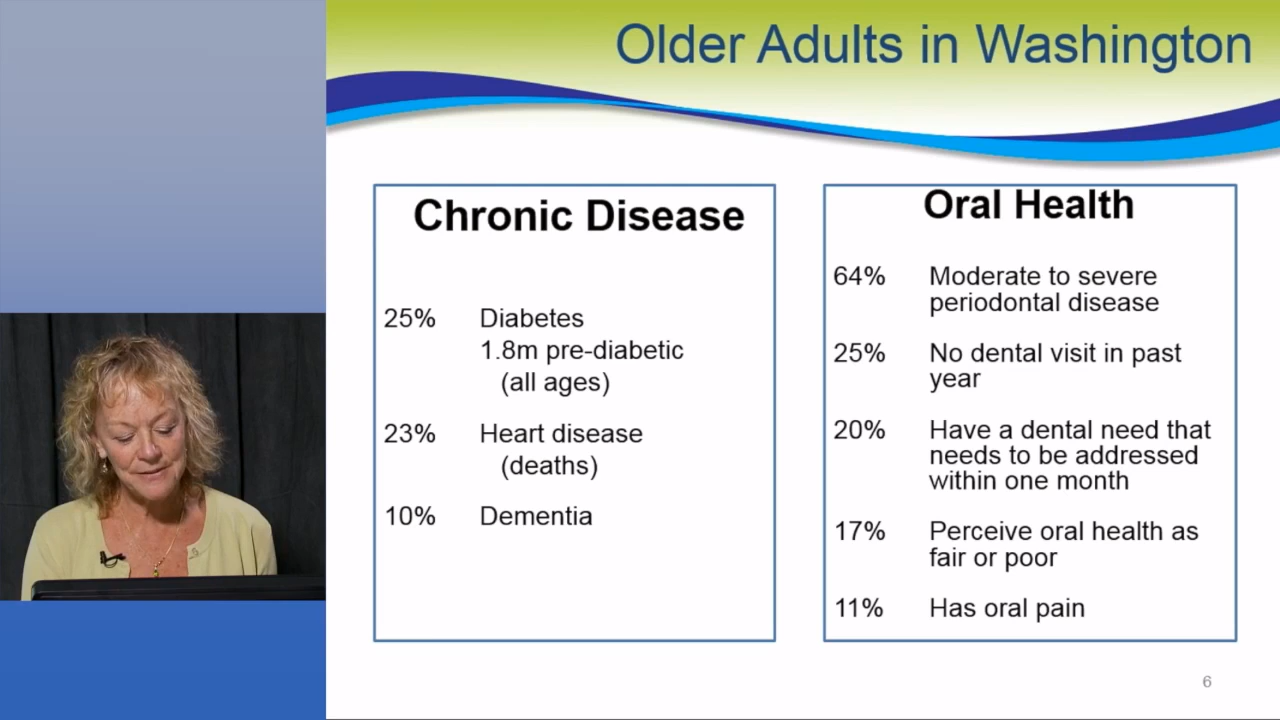 Older Adults in Washington
Chronic Disease
25% Diabetes
1.8m pre-diabetic
(all ages)
23% Heart disease
(deaths)
10% Dementia
Oral Health
64% Moderate to severe
periodontal disease
25% No dental visit in past
year
20% Have a dental need that
needs to be addressed
within one month
17% Perceive oral health as
fair or poor
11% Has oral pain
6